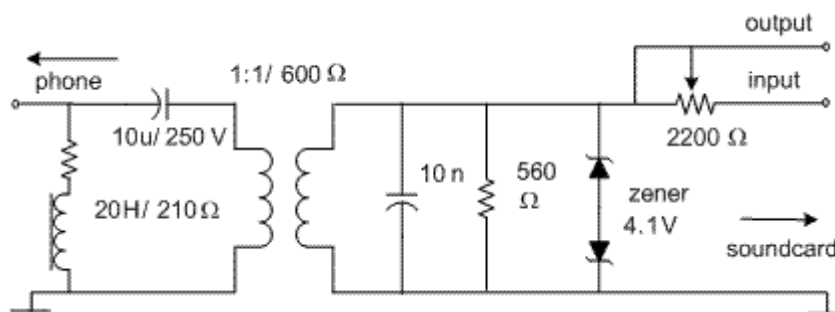 output
phone
1:1/ 600 Ω
input
10u/ 250 V
2200 Ω
10 n
560
Ω
zener
4.1V
20H/ 210Ω
soundcard